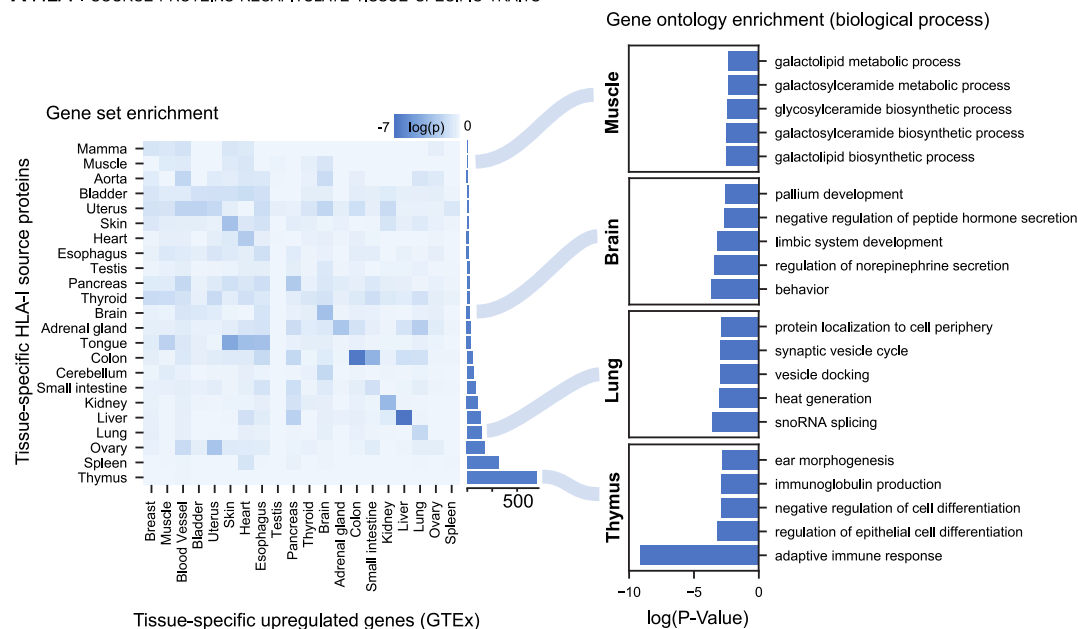 Gene ontology enrichment (biological process)
Gene set enrichment
-7 log(p) 0
Tissue-specific HLA-I source proteins
Mamma
Muscle
Aorta
Bladder
Uterus
Skin
Heart
Esophagus
Testis
Pancreas
Thyroid
Brain
Adrenal gland
Tongue
Colon
Cerebellum
Small intestine
Kidney
Liver
Lung
Ovary
Spleen
Thymus
500
Breast
Muscle
Blood Vessel
Bladder
Uterus
Skin
Heart
Esophagus
Testis
Pancreas
Thyroid
Brain
Adrenal gland
Colon
Small intestine
Kidney
Liver
Lung
Ovary
Spleen
Tissue-specific upregulated genes (GTEx)
Muscle
galactolipid metabolic process
galactosylceramide metabolic process
glycosylceramide biosynthetic process
galactosylceramide biosynthetic process
galactolipid biosynthetic process
Brain
pallium development
negative regulation of peptide hormone secretion
limbic system development
regulation of norepinephrine secretion
behavior
Lung
protein localization to cell periphery
synaptic vesicle cycle
vesicle docking
heat generation
snoRNA splicing
Thymus
ear morphogenesis
immunoglobulin production
negative regulation of cell differentiation
regulation of epithelial cell differentiation
adaptive immune response
−10 −5 0
log(P-Value)